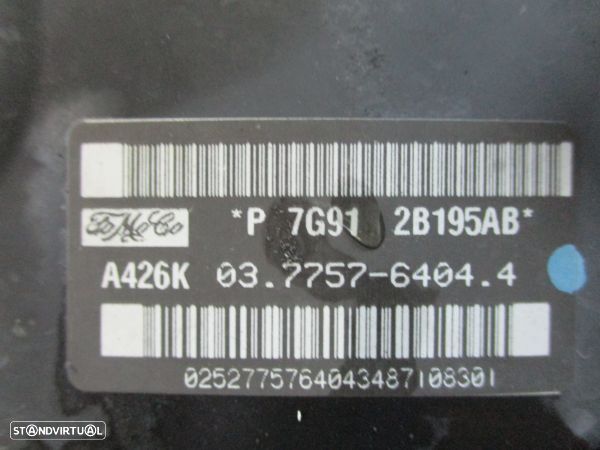 FoMoCo
*P 7G91 2B195AB*
A426K 03.7757-6404.4
0252775764043487108301
STANDVIRTUAL